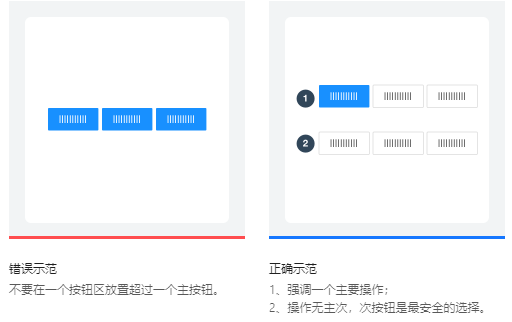 1
2
错误示范
不要在一个按钮区放置超过一个主按钮。
正确示范
1、强调一个主要操作；
2、操作无主次，次按钮是最安全的选择。